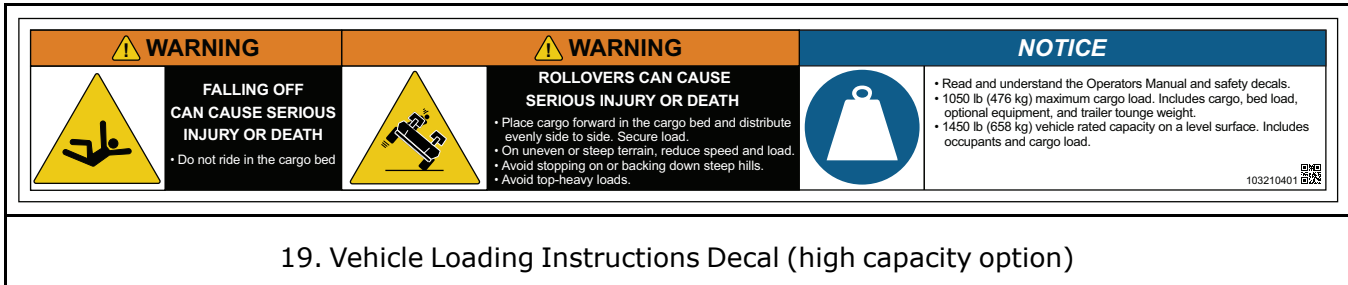 WARNING
FALLING OFF
CAN CAUSE SERIOUS
INJURY OR DEATH
• Do not ride in the cargo bed
WARNING
ROLLOVERS CAN CAUSE
SERIOUS INJURY OR DEATH
• Place cargo forward in the cargo bed and distribute
evenly side to side. Secure load.
• On uneven or steep terrain, reduce speed and load.
• Avoid stopping on or backing down steep hills.
• Avoid top-heavy loads.
NOTICE
• Read and understand the Operators Manual and safety decals.
• 1050 lb (476 kg) maximum cargo load. Includes cargo, bed load,
optional equipment, and trailer tounge weight.
• 1450 lb (658 kg) vehicle rated capacity on a level surface. Includes
occupants and cargo load.
103210401
19. Vehicle Loading Instructions Decal (high capacity option)